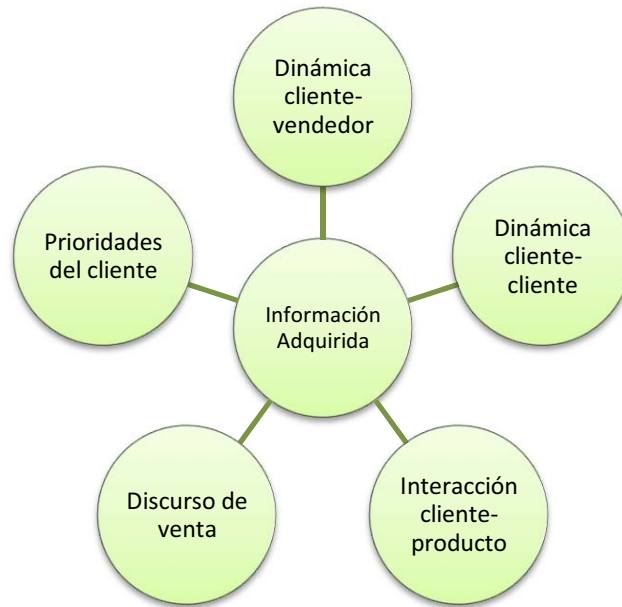 Dinámica
cliente-
vendedor
Dinámica
cliente-
cliente
Interacción
cliente-
producto
Discurso de
venta
Prioridades
del cliente
Información
Adquirida